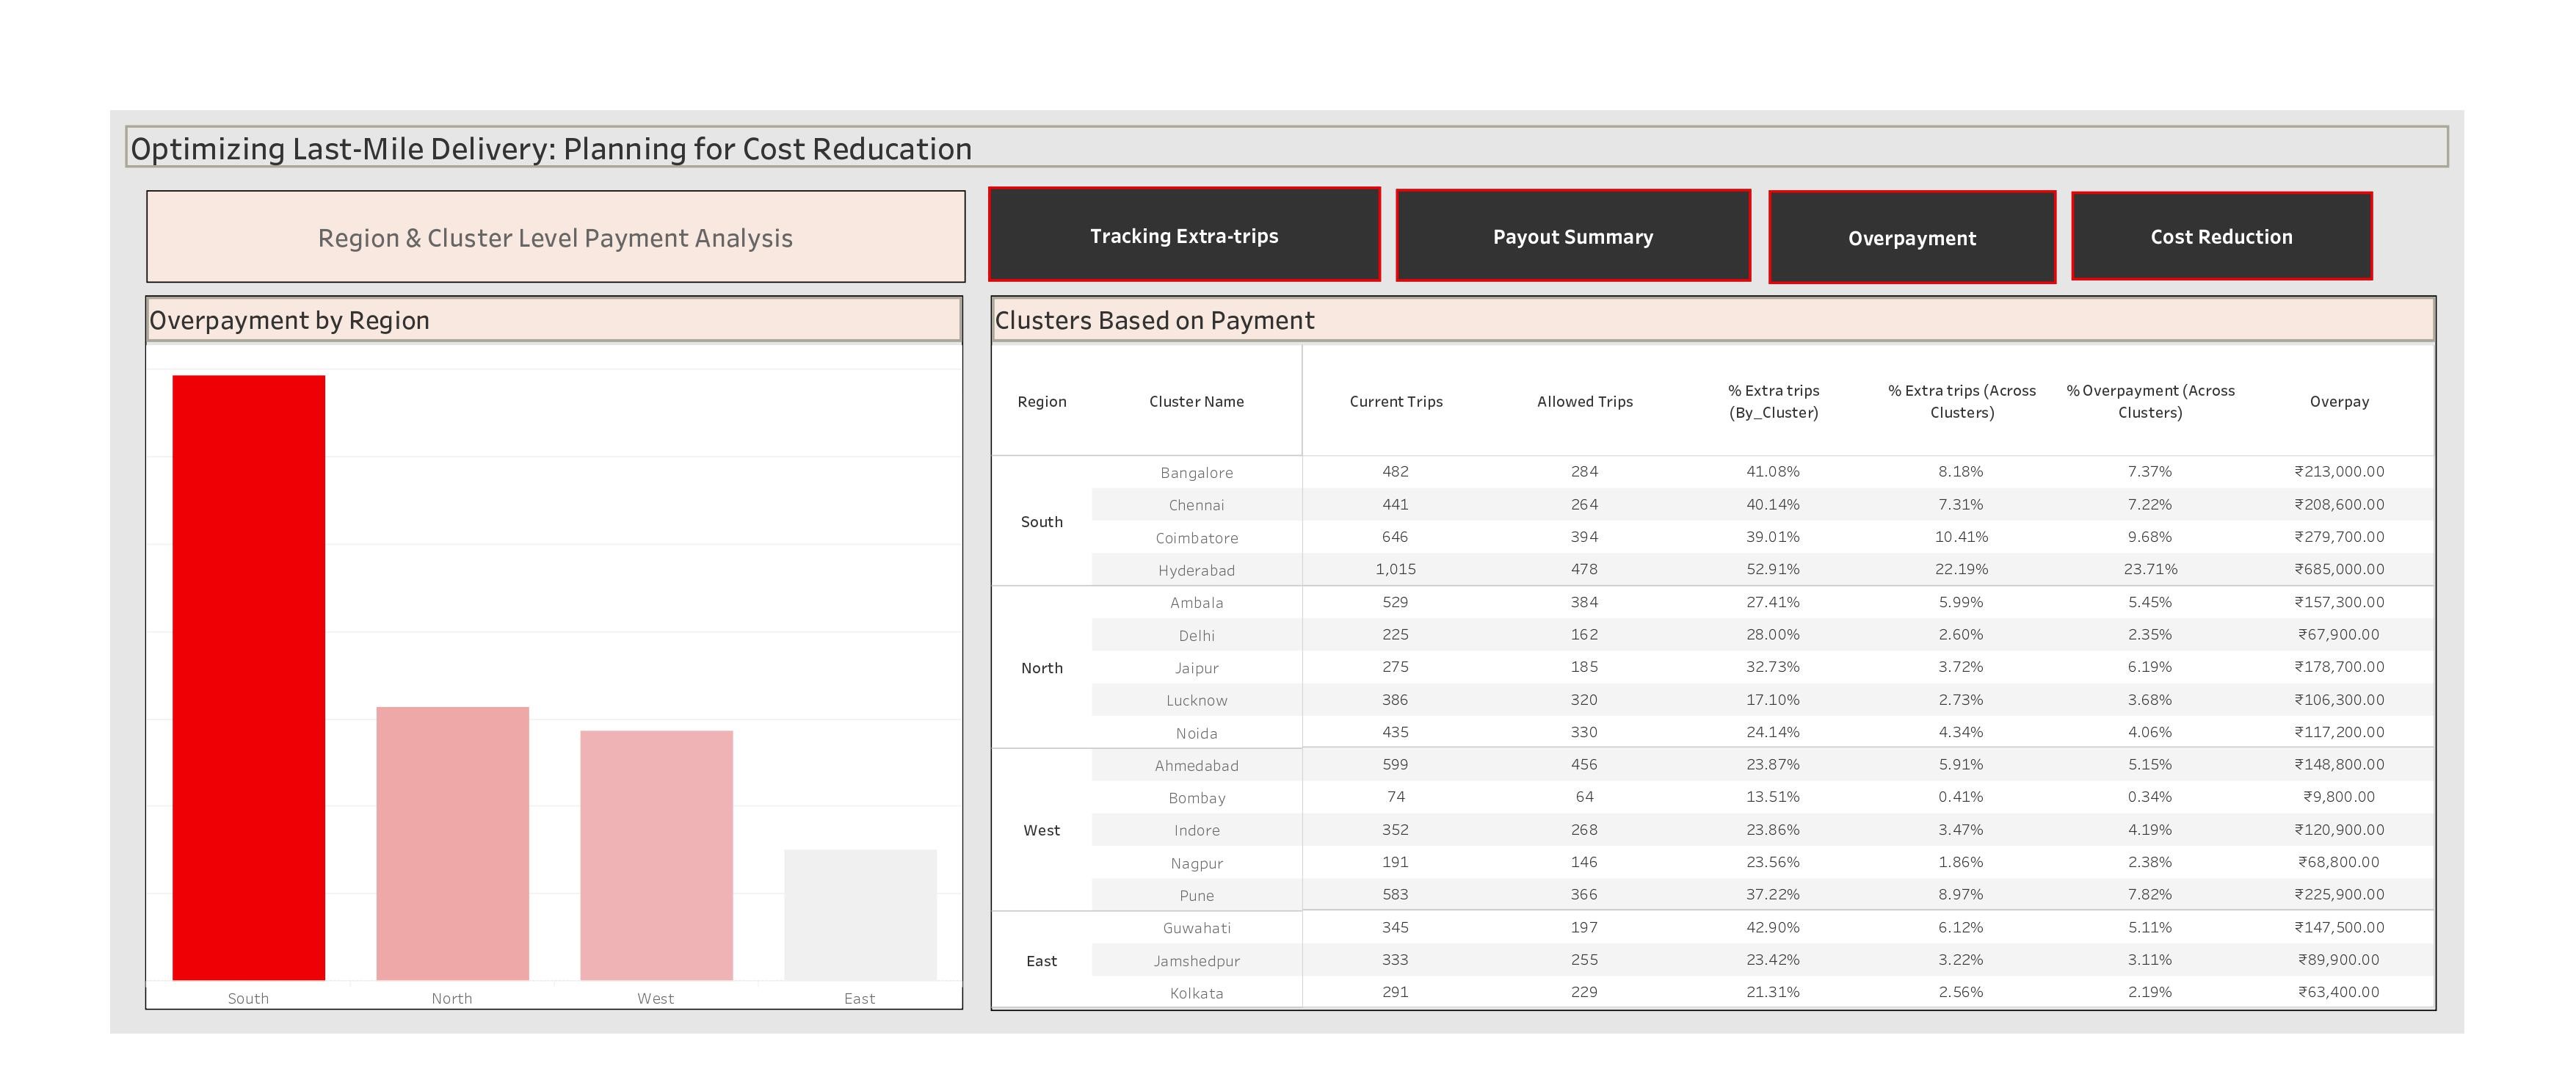 Optimizing Last-Mile Delivery: Planning for Cost Reducation
Region & Cluster Level Payment Analysis
Tracking Extra-trips
Payout Summary
Overpayment
Cost Reduction
Overpayment by Region
South North West East
Clusters Based on Payment
Region Cluster Name Current Trips Allowed Trips % Extra trips (By_Cluster) % Extra trips (Across Clusters) % Overpayment (Across Clusters) Overpay
South
Bangalore 482 284 41.08% 8.18% 7.37% ₹213,000.00
Chennai 441 264 40.14% 7.31% 7.22% ₹208,600.00
Coimbatore 646 394 39.01% 10.41% 9.68% ₹279,700.00
Hyderabad 1,015 478 52.91% 22.19% 23.71% ₹685,000.00
North
Ambala 529 384 27.41% 5.99% 5.45% ₹157,300.00
Delhi 225 162 28.00% 2.60% 2.35% ₹67,900.00
Jaipur 275 185 32.73% 3.72% 6.19% ₹178,700.00
Lucknow 386 320 17.10% 2.73% 3.68% ₹106,300.00
Noida 435 330 24.14% 4.34% 4.06% ₹117,200.00
West
Ahmedabad 599 456 23.87% 5.91% 5.15% ₹148,800.00
Bombay 74 64 13.51% 0.41% 0.34% ₹9,800.00
Indore 352 268 23.86% 3.47% 4.19% ₹120,900.00
Nagpur 191 146 23.56% 1.86% 2.38% ₹68,800.00
Pune 583 366 37.22% 8.97% 7.82% ₹225,900.00
East
Guwahati 345 197 42.90% 6.12% 5.11% ₹147,500.00
Jamshedpur 333 255 23.42% 3.22% 3.11% ₹89,900.00
Kolkata 291 229 21.31% 2.56% 2.19% ₹63,400.00